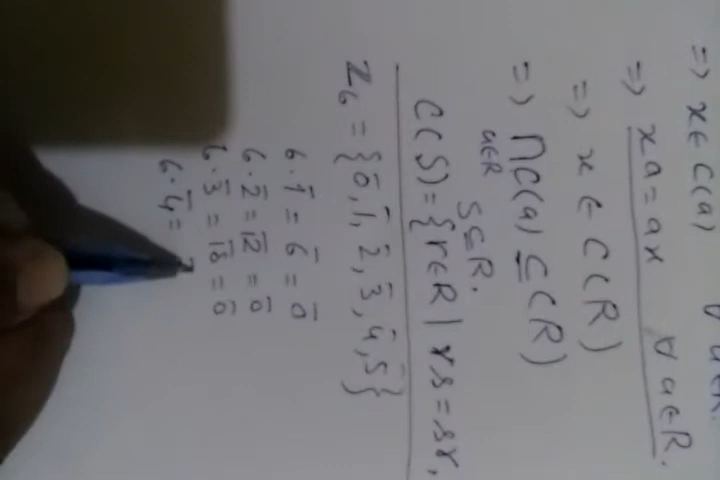 ⇒ x ∈ C(a) ∀ a ∈ R.
⇒ xa = ax ∀ a ∈ R.
⇒ x ∈ C(R)
⇒ ∩ C(a) ⊆ C(R)
a∈R
S ⊆ R.
C(S) = {r ∈ R | rs = sr,
Z₆ = {0̄, 1̄, 2̄, 3̄, 4̄, 5̄}
6·1̄ = 6̄ = 0̄
6·2̄ = 1̄2̄ = 0̄
6·3̄ = 1̄8̄ = 0̄
6·4̄ =